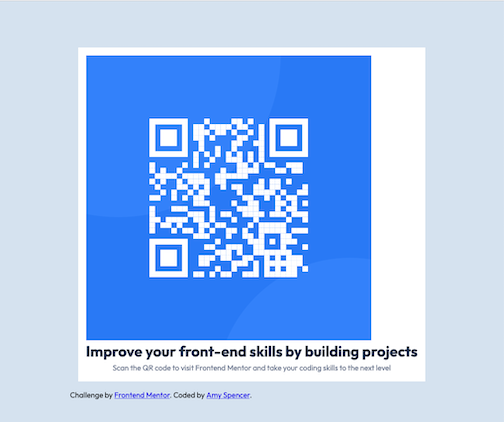 Improve your front-end skills by building projects
Scan the QR code to visit Frontend Mentor and take your coding skills to the next level
Challenge by Frontend Mentor. Coded by Amy Spencer.